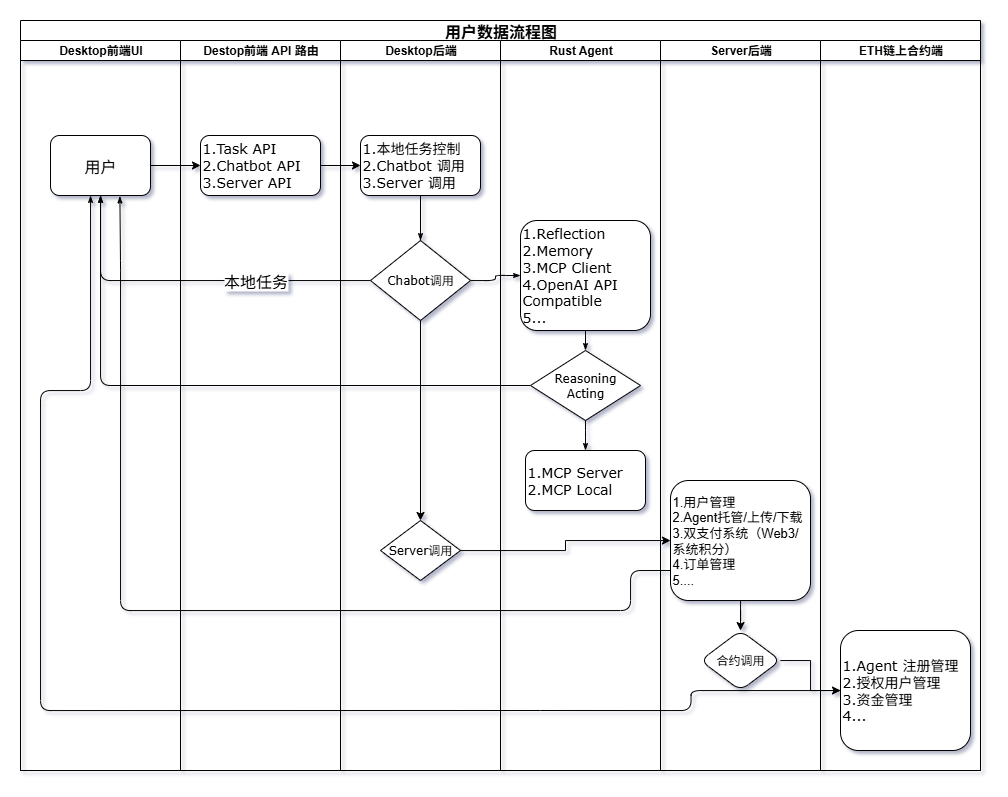 用户数据流程图
Desktop前端UI
Destop前端 API 路由
Desktop后端
Rust Agent
Server后端
ETH链上合约端
用户
1.Task API
2.Chatbot API
3.Server API
1.本地任务控制
2.Chatbot 调用
3.Server 调用
1.Reflection
2.Memory
3.MCP Client
4.OpenAI API
Compatible
5...
Chabot调用
本地任务
Reasoning
Acting
1.MCP Server
2.MCP Local
1.用户管理
2.Agent托管/上传/下载
3.双支付系统（Web3/
系统积分）
4.订单管理
5....
Server调用
合约调用
1.Agent 注册管理
2.授权用户管理
3.资金管理
4...